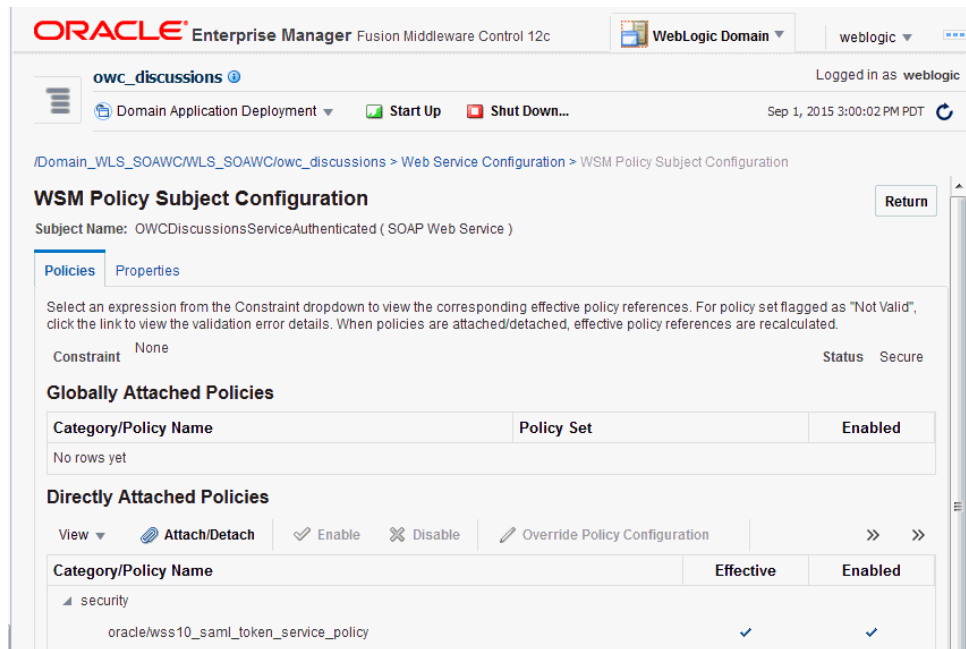 ORACLE Enterprise Manager Fusion Middleware Control 12c WebLogic Domain weblogic
owc_discussions Logged in as weblogic
Domain Application Deployment Start Up Shut Down... Sep 1, 2015 3:00:02 PM PDT
/Domain_WLS_SOAWC/WLS_SOAWC/owc_discussions > Web Service Configuration > WSM Policy Subject Configuration
WSM Policy Subject Configuration Return
Subject Name: OWCDiscussionsServiceAuthenticated ( SOAP Web Service )
Policies Properties
Select an expression from the Constraint dropdown to view the corresponding effective policy references. For policy set flagged as "Not Valid",
click the link to view the validation error details. When policies are attached/detached, effective policy references are recalculated.
Constraint None Status Secure
Globally Attached Policies
Category/Policy Name Policy Set Enabled
No rows yet
Directly Attached Policies
View Attach/Detach Enable Disable Override Policy Configuration » »
Category/Policy Name Effective Enabled
security
oracle/wss10_saml_token_service_policy